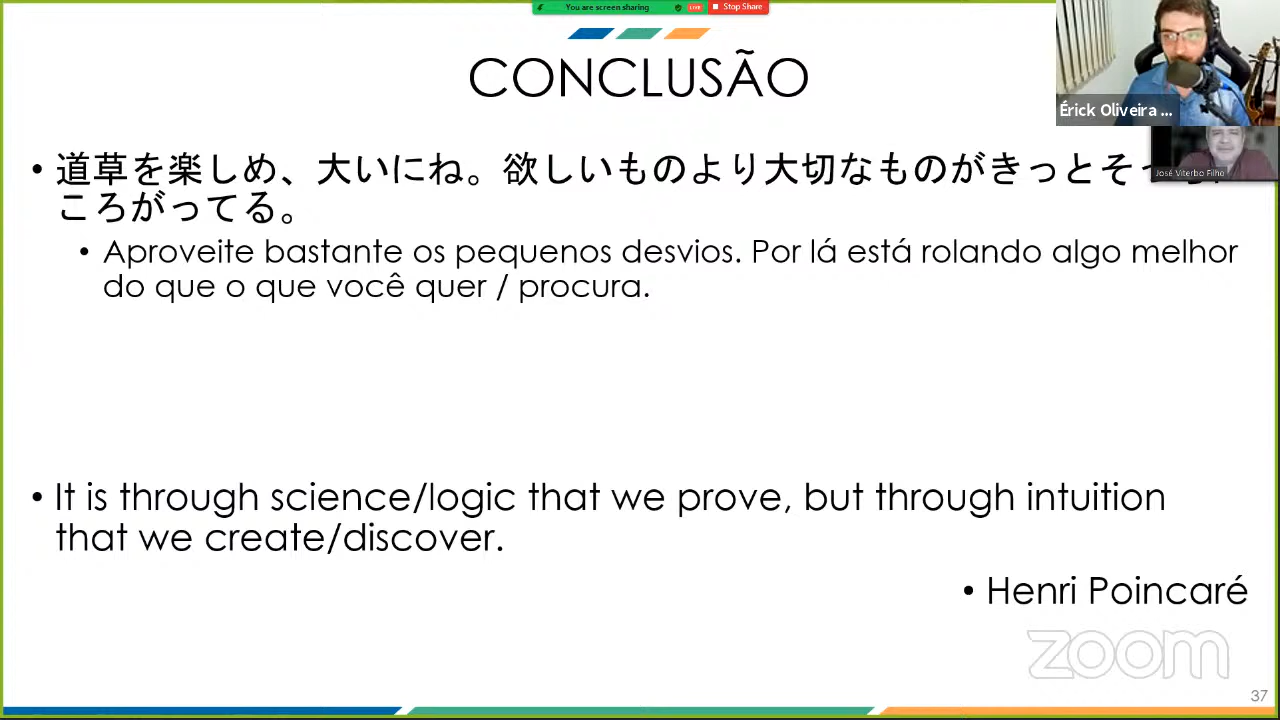 You are screen sharing LIVE Stop Share
CONCLUSÃO
Érick Oliveira ...
José Viterbo Filho
• 道草を楽しめ、大いにね。欲しいものより大切なものがきっとそ
ころがってる。
• Aproveite bastante os pequenos desvios. Por lá está rolando algo melhor
do que o que você quer / procura.
• It is through science/logic that we prove, but through intuition
that we create/discover.
• Henri Poincaré
zoom
37